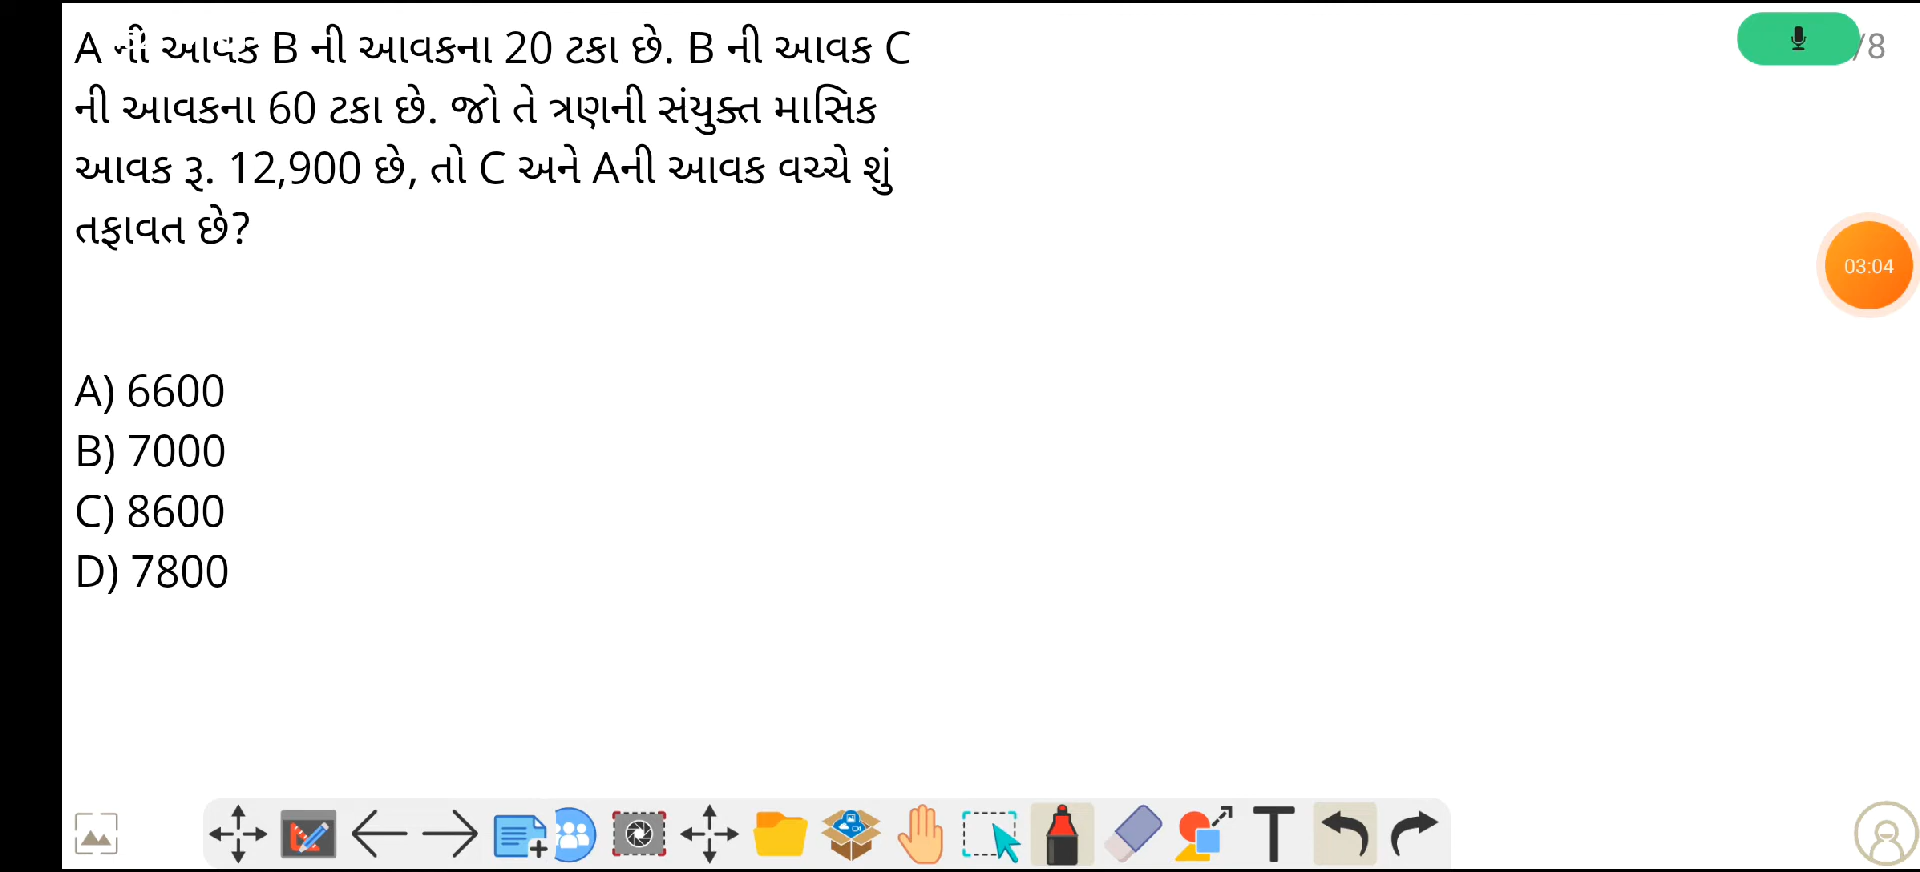 A ની આવક B ની આવકના 20 ટકા છે. B ની આવક C
ની આવકના 60 ટકા છે. જો તે ત્રણની સંયુક્ત માસિક
આવક રૂ. 12,900 છે, તો C અને Aની આવક વચ્ચે શું
તફાવત છે?
/8
03:04
A) 6600
B) 7000
C) 8600
D) 7800
T